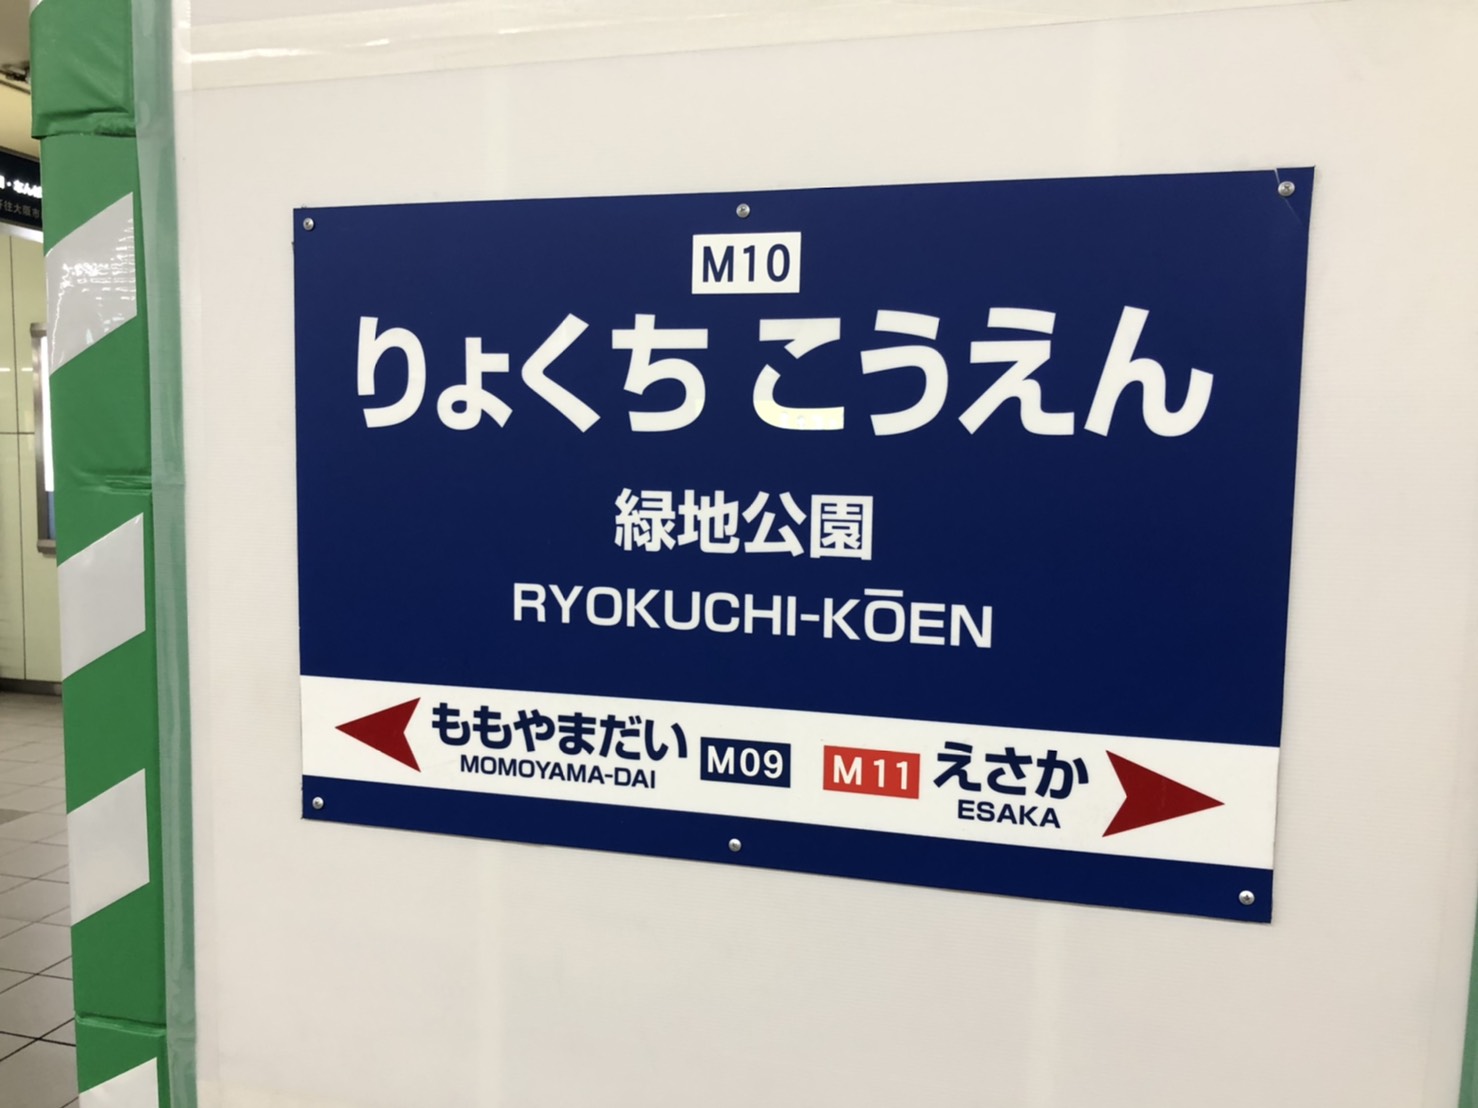 M10
りょくちこうえん
緑地公園
RYOKUCHI-KŌEN
ももやまだい M09 M11 えさか
MOMOYAMA-DAI ESAKA